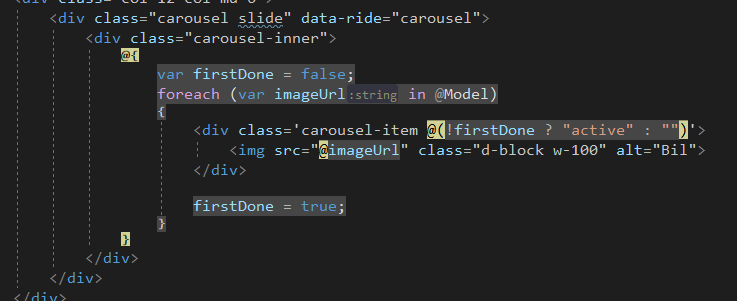 <div class="col-12 col-md-6">
<div class="carousel slide" data-ride="carousel">
<div class="carousel-inner">
@{
var firstDone = false;
foreach (var imageUrl:string in @Model)
{
<div class='carousel-item @(!firstDone ? "active" : "")'>
<img src="@imageUrl" class="d-block w-100" alt="Bil">
</div>
firstDone = true;
}
}
</div>
</div>
</div>